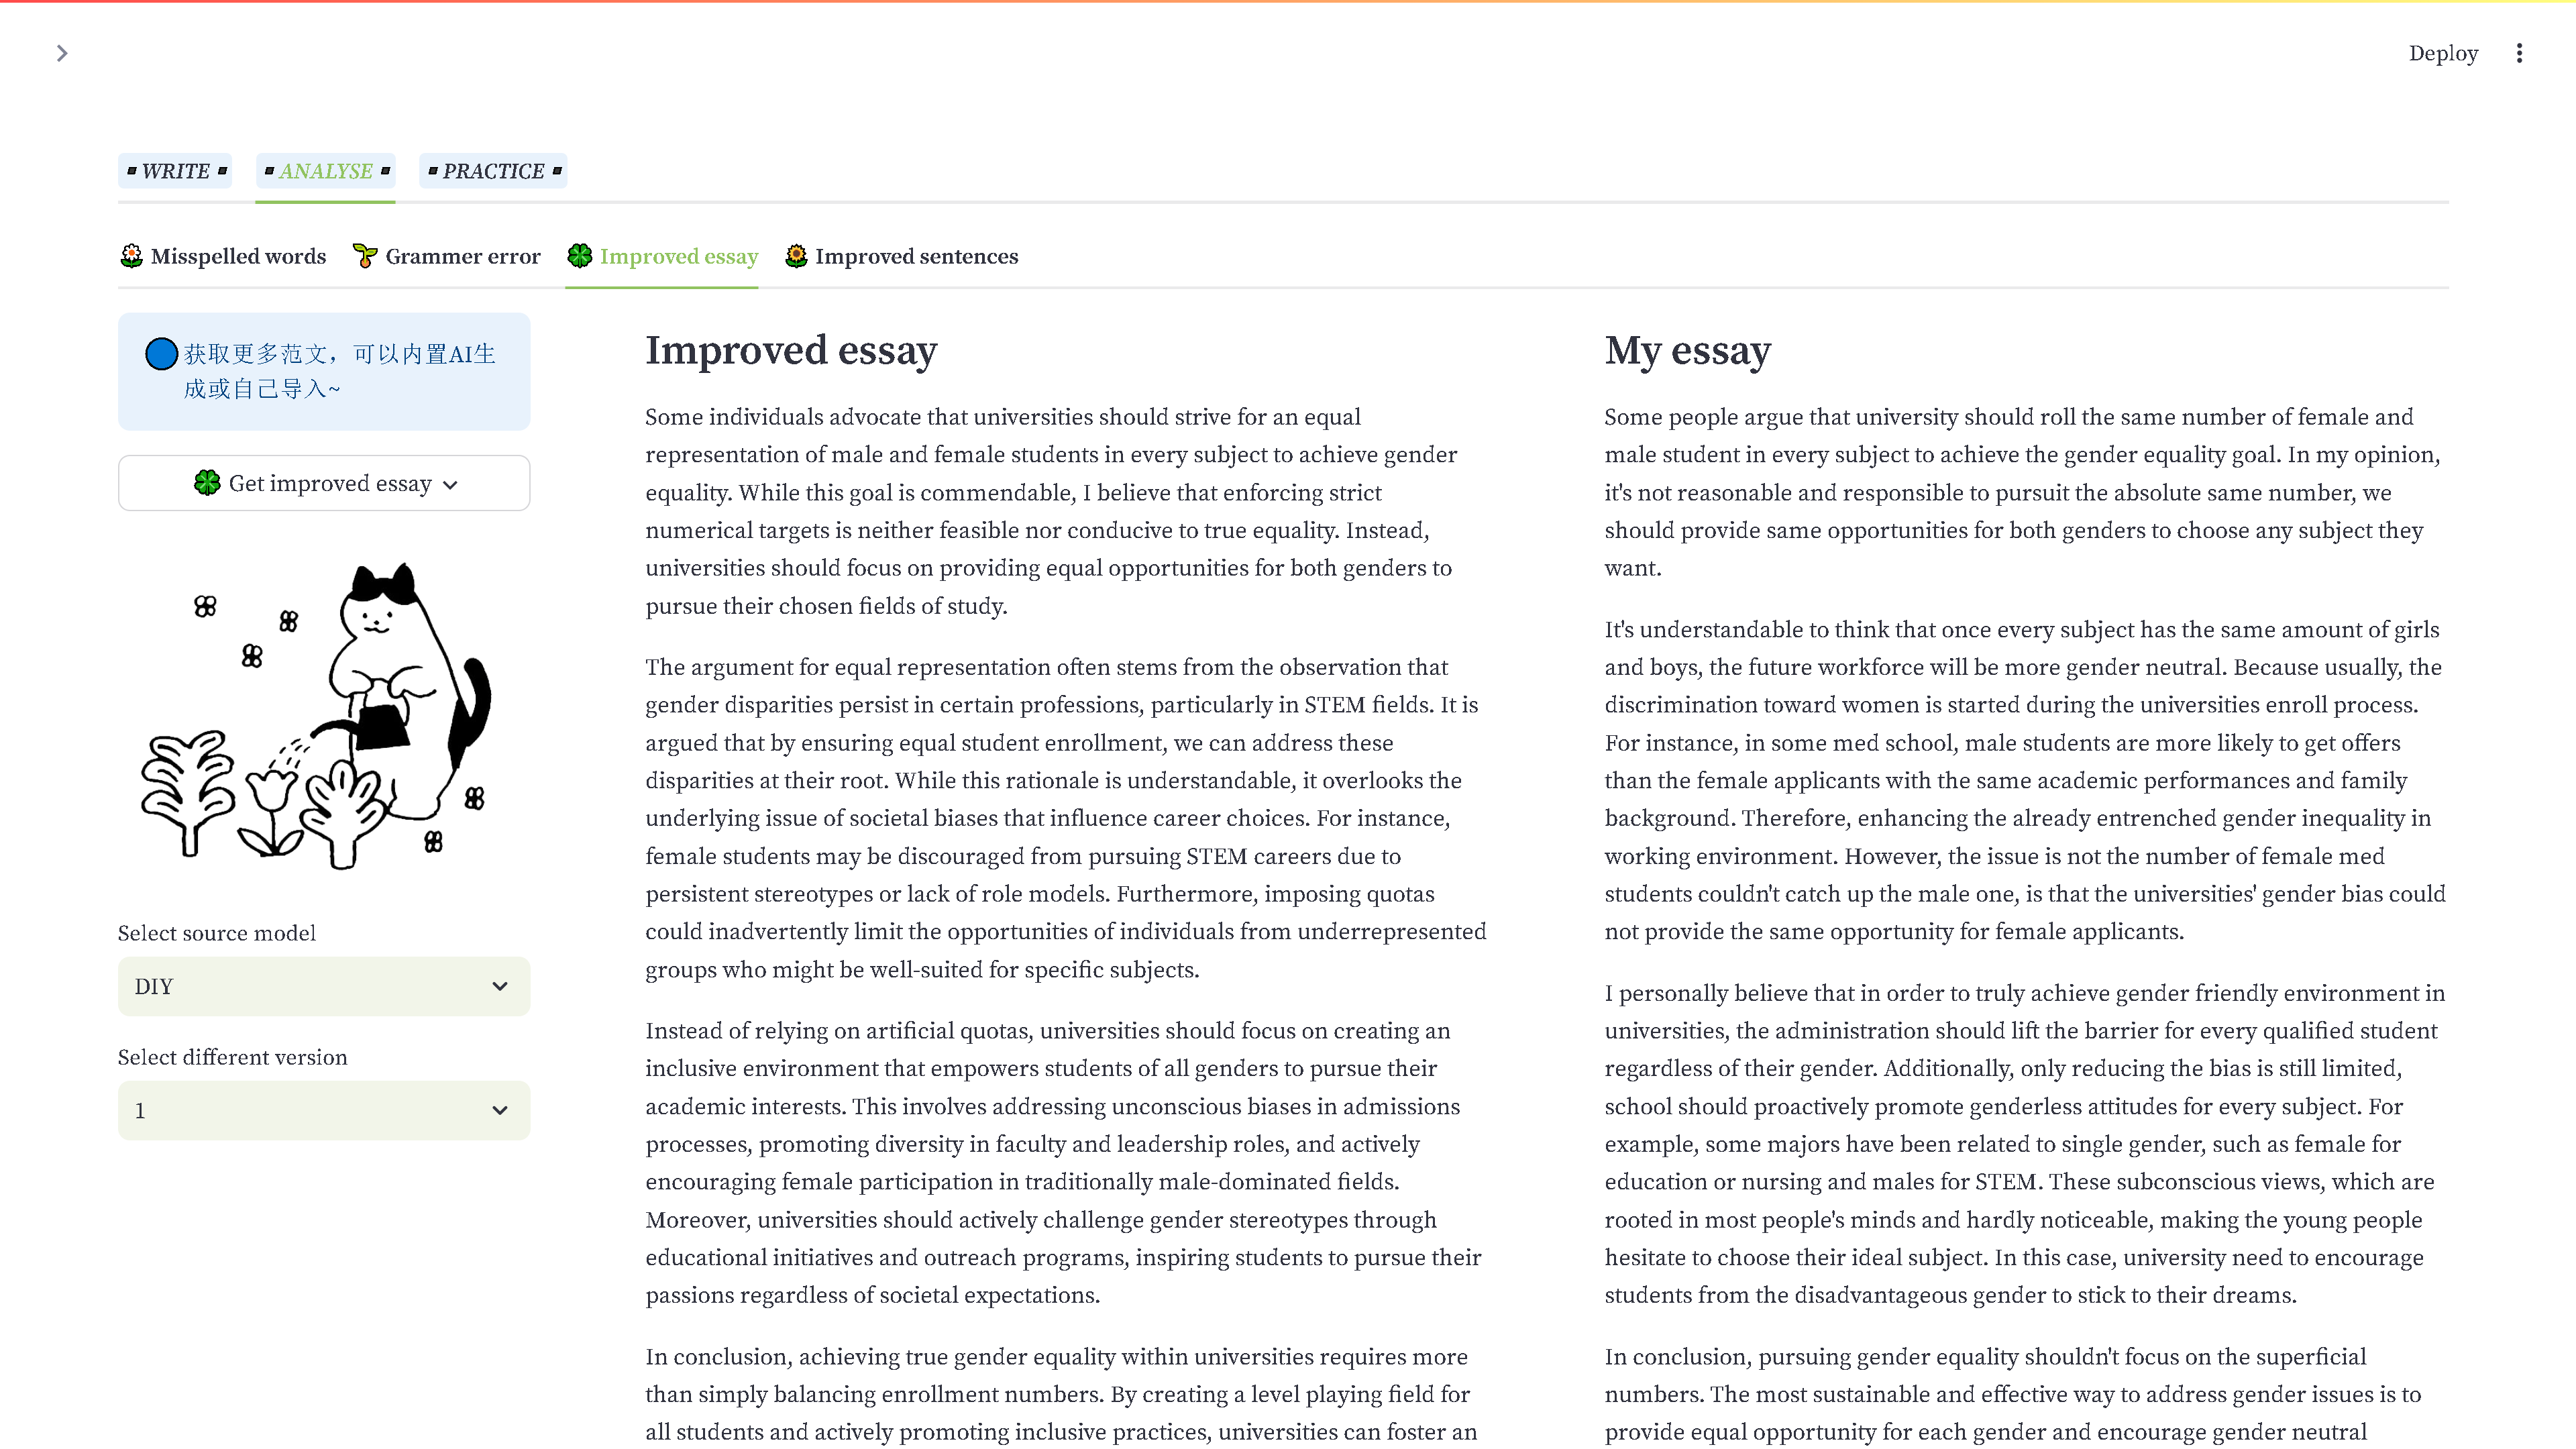 Deploy
WRITE
ANALYSE
PRACTICE
Misspelled words
Grammer error
Improved essay
Improved sentences
获取更多范文，可以内置AI生
成或自己导入~
Get improved essay
Select source model
DIY
Select different version
1
Improved essay
Some individuals advocate that universities should strive for an equal
representation of male and female students in every subject to achieve gender
equality. While this goal is commendable, I believe that enforcing strict
numerical targets is neither feasible nor conducive to true equality. Instead,
universities should focus on providing equal opportunities for both genders to
pursue their chosen fields of study.
The argument for equal representation often stems from the observation that
gender disparities persist in certain professions, particularly in STEM fields. It is
argued that by ensuring equal student enrollment, we can address these
disparities at their root. While this rationale is understandable, it overlooks the
underlying issue of societal biases that influence career choices. For instance,
female students may be discouraged from pursuing STEM careers due to
persistent stereotypes or lack of role models. Furthermore, imposing quotas
could inadvertently limit the opportunities of individuals from underrepresented
groups who might be well-suited for specific subjects.
Instead of relying on artificial quotas, universities should focus on creating an
inclusive environment that empowers students of all genders to pursue their
academic interests. This involves addressing unconscious biases in admissions
processes, promoting diversity in faculty and leadership roles, and actively
encouraging female participation in traditionally male-dominated fields.
Moreover, universities should actively challenge gender stereotypes through
educational initiatives and outreach programs, inspiring students to pursue their
passions regardless of societal expectations.
In conclusion, achieving true gender equality within universities requires more
than simply balancing enrollment numbers. By creating a level playing field for
all students and actively promoting inclusive practices, universities can foster an
My essay
Some people argue that university should roll the same number of female and
male student in every subject to achieve the gender equality goal. In my opinion,
it's not reasonable and responsible to pursuit the absolute same number, we
should provide same opportunities for both genders to choose any subject they
want.
It's understandable to think that once every subject has the same amount of girls
and boys, the future workforce will be more gender neutral. Because usually, the
discrimination toward women is started during the universities enroll process.
For instance, in some med school, male students are more likely to get offers
than the female applicants with the same academic performances and family
background. Therefore, enhancing the already entrenched gender inequality in
working environment. However, the issue is not the number of female med
students couldn't catch up the male one, is that the universities' gender bias could
not provide the same opportunity for female applicants.
I personally believe that in order to truly achieve gender friendly environment in
universities, the administration should lift the barrier for every qualified student
regardless of their gender. Additionally, only reducing the bias is still limited,
school should proactively promote genderless attitudes for every subject. For
example, some majors have been related to single gender, such as female for
education or nursing and males for STEM. These subconscious views, which are
rooted in most people's minds and hardly noticeable, making the young people
hesitate to choose their ideal subject. In this case, university need to encourage
students from the disadvantageous gender to stick to their dreams.
In conclusion, pursuing gender equality shouldn't focus on the superficial
numbers. The most sustainable and effective way to address gender issues is to
provide equal opportunity for each gender and encourage gender neutral